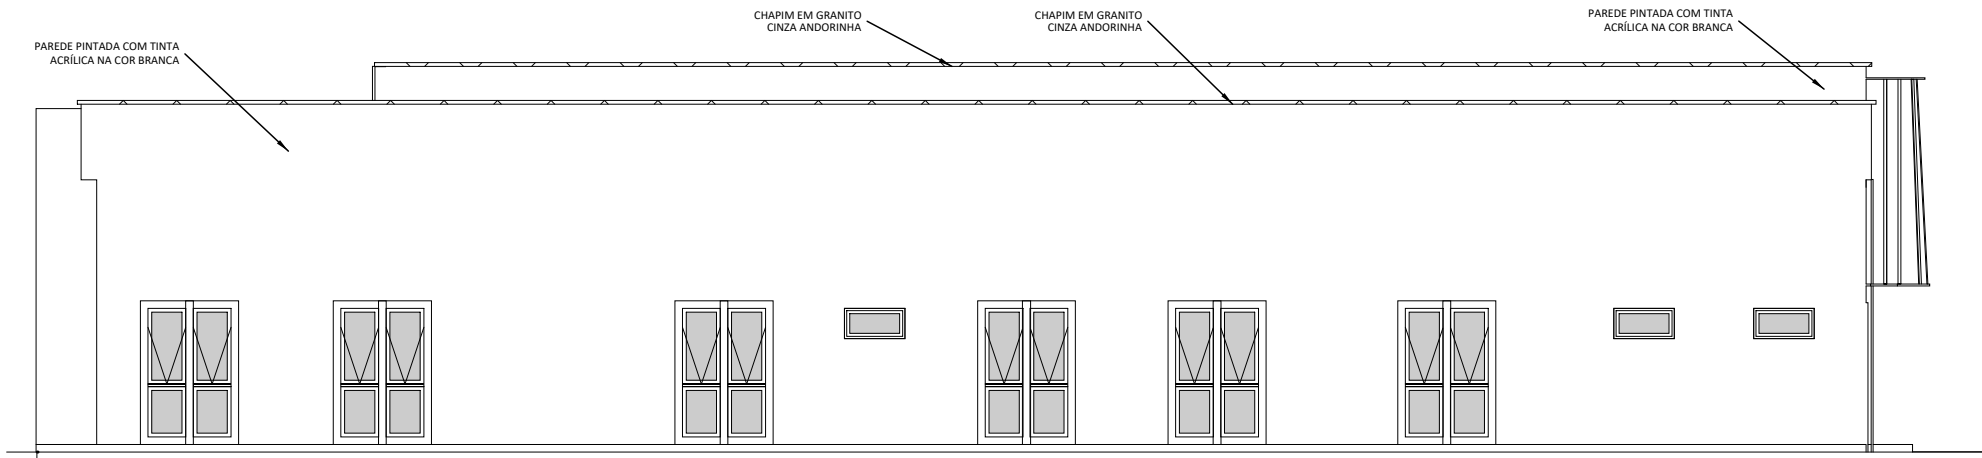 PAREDE PINTADA COM TINTA
ACRÍLICA NA COR BRANCA
CHAPIM EM GRANITO
CINZA ANDORINHA
CHAPIM EM GRANITO
CINZA ANDORINHA
PAREDE PINTADA COM TINTA
ACRÍLICA NA COR BRANCA